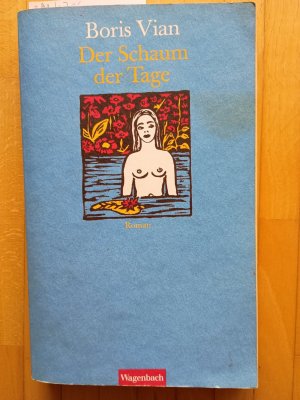 Boris Vian
Der Schaum
der Tage
Roman
Wagenbach